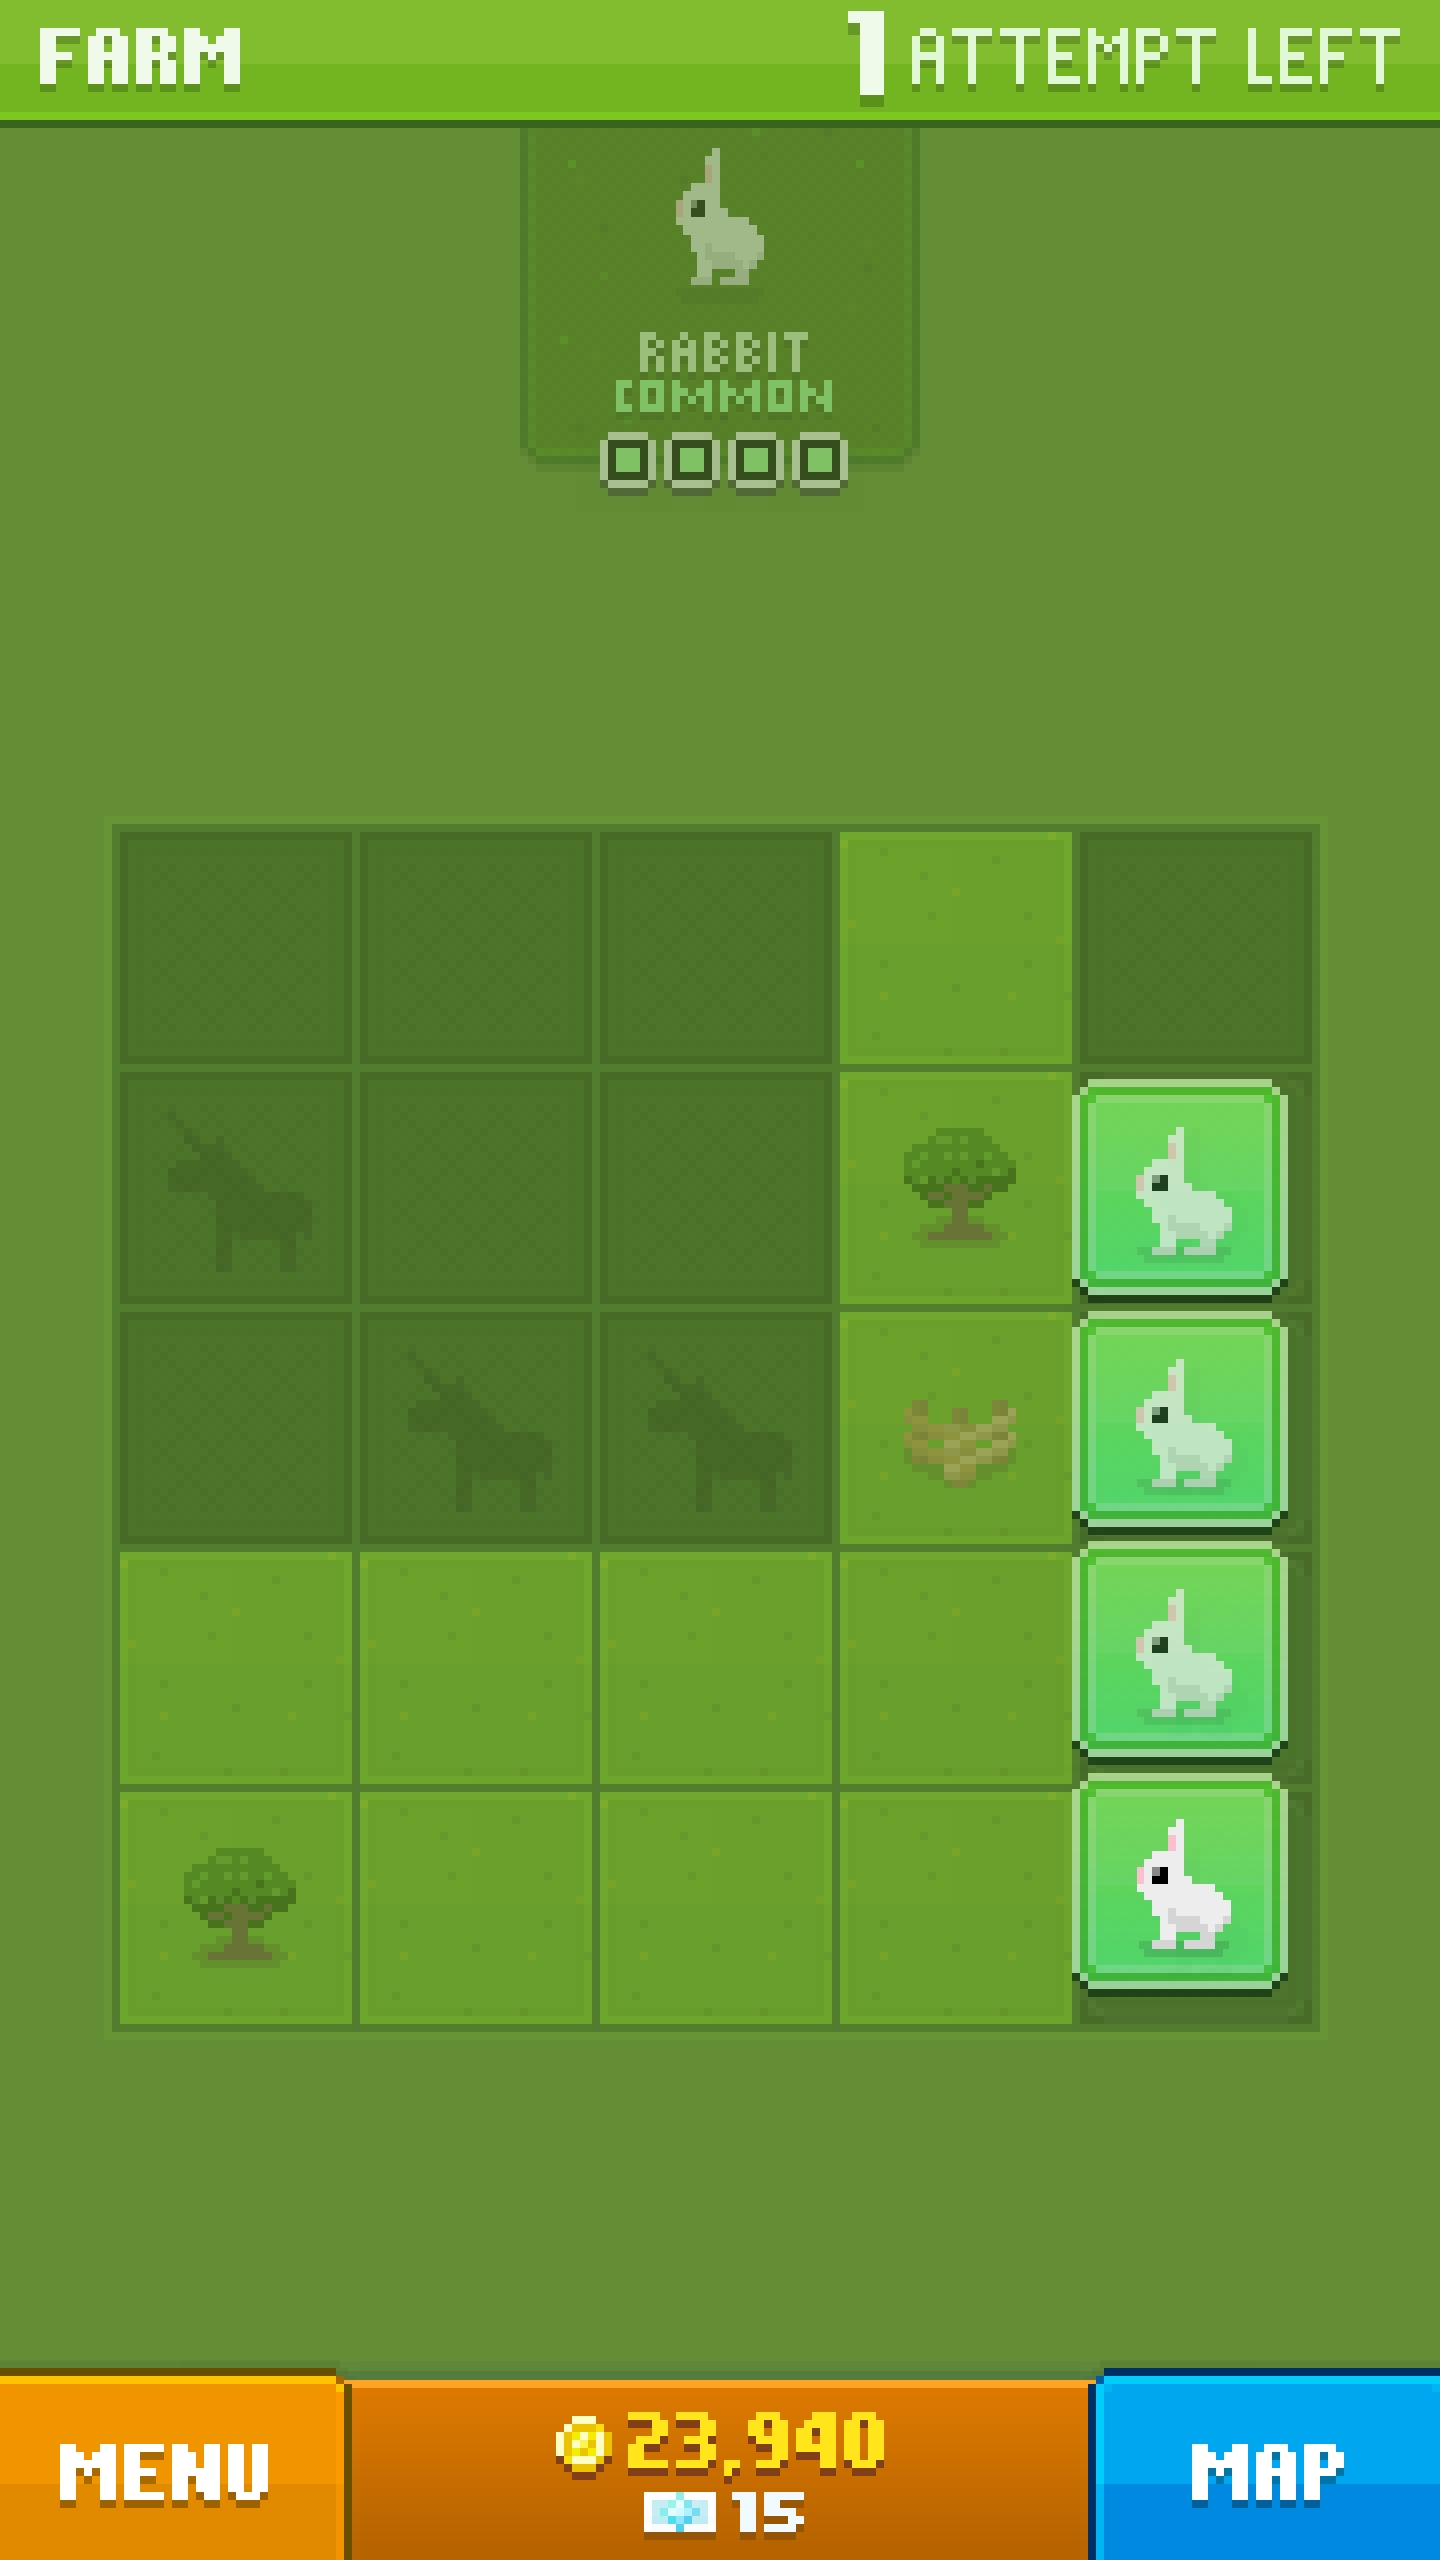 FARM
1 ATTEMPT LEFT
RABBIT
COMMON
23,940
15
MENU
MAP